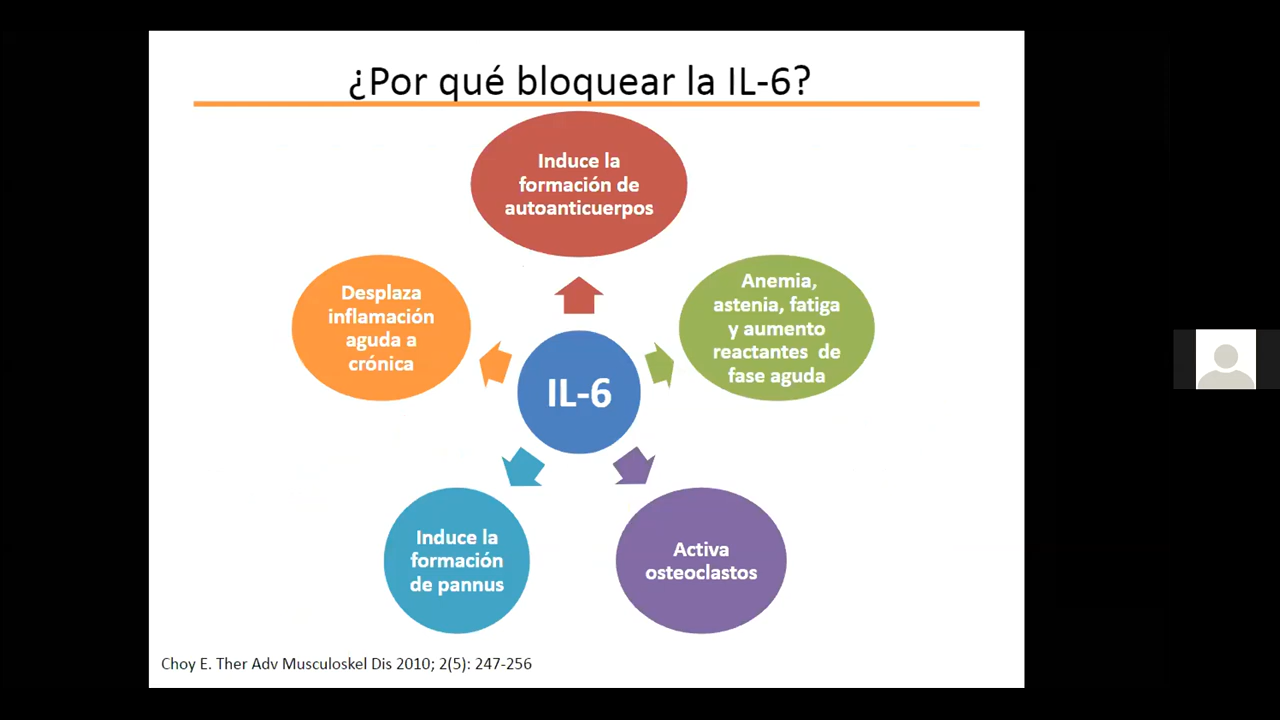 ¿Por qué bloquear la IL-6?
Induce la
formación de
autoanticuerpos
Desplaza
inflamación
aguda a
crónica
Anemia,
astenia, fatiga
y aumento
reactantes de
fase aguda
IL-6
Induce la
formación
de pannus
Activa
osteoclastos
Choy E. Ther Adv Musculoskel Dis 2010; 2(5): 247-256